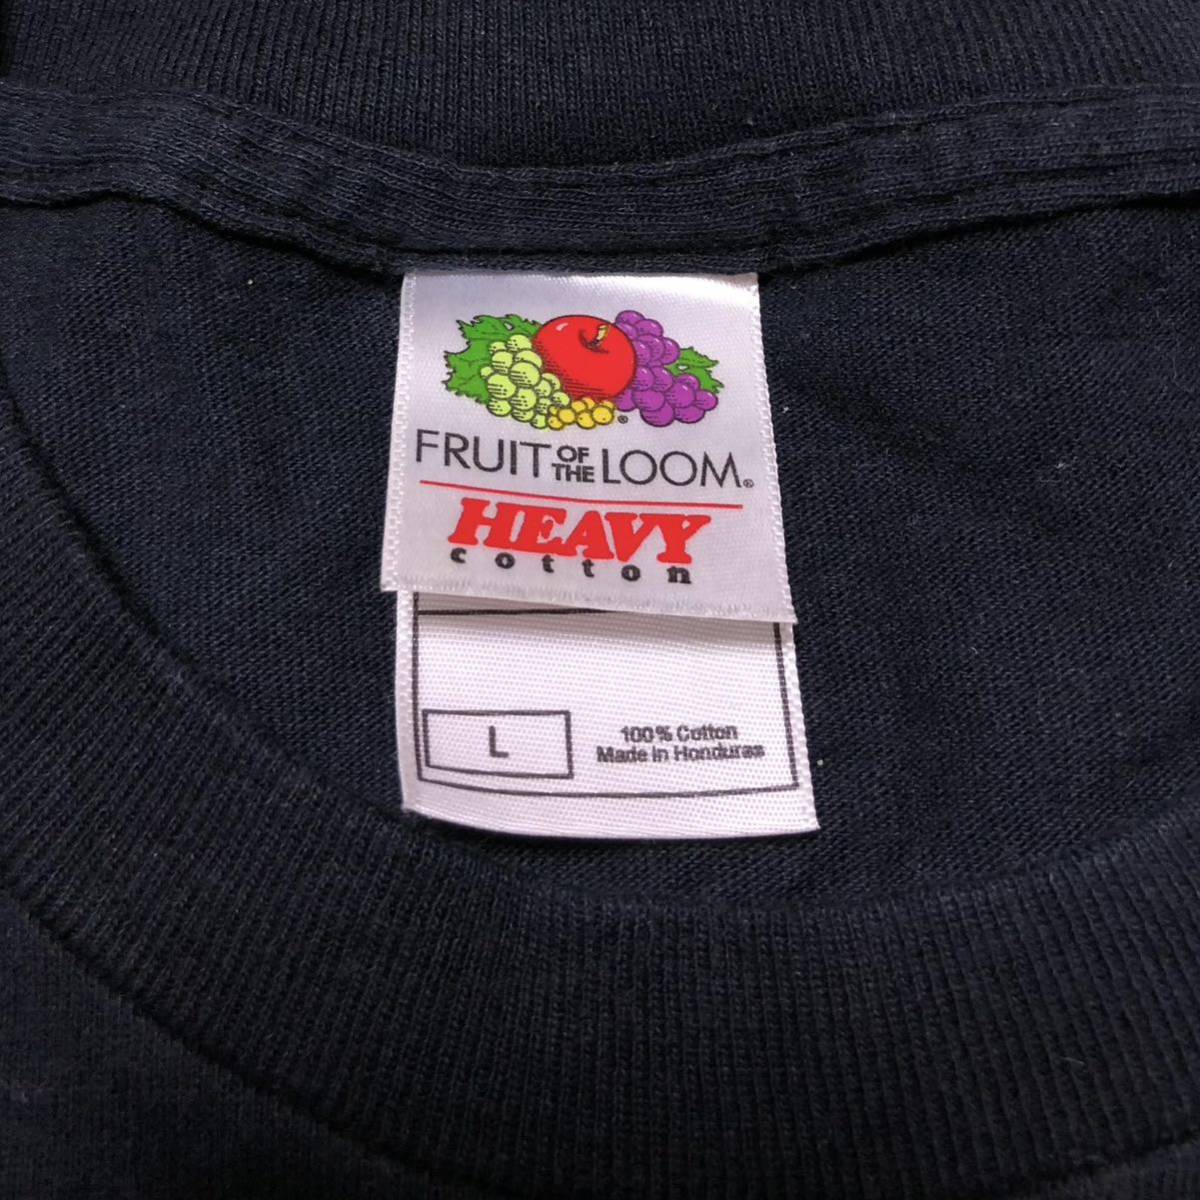 FRUIT OF THE LOOM®
HEAVY
cotton
L
100% Cotton
Made in Honduras